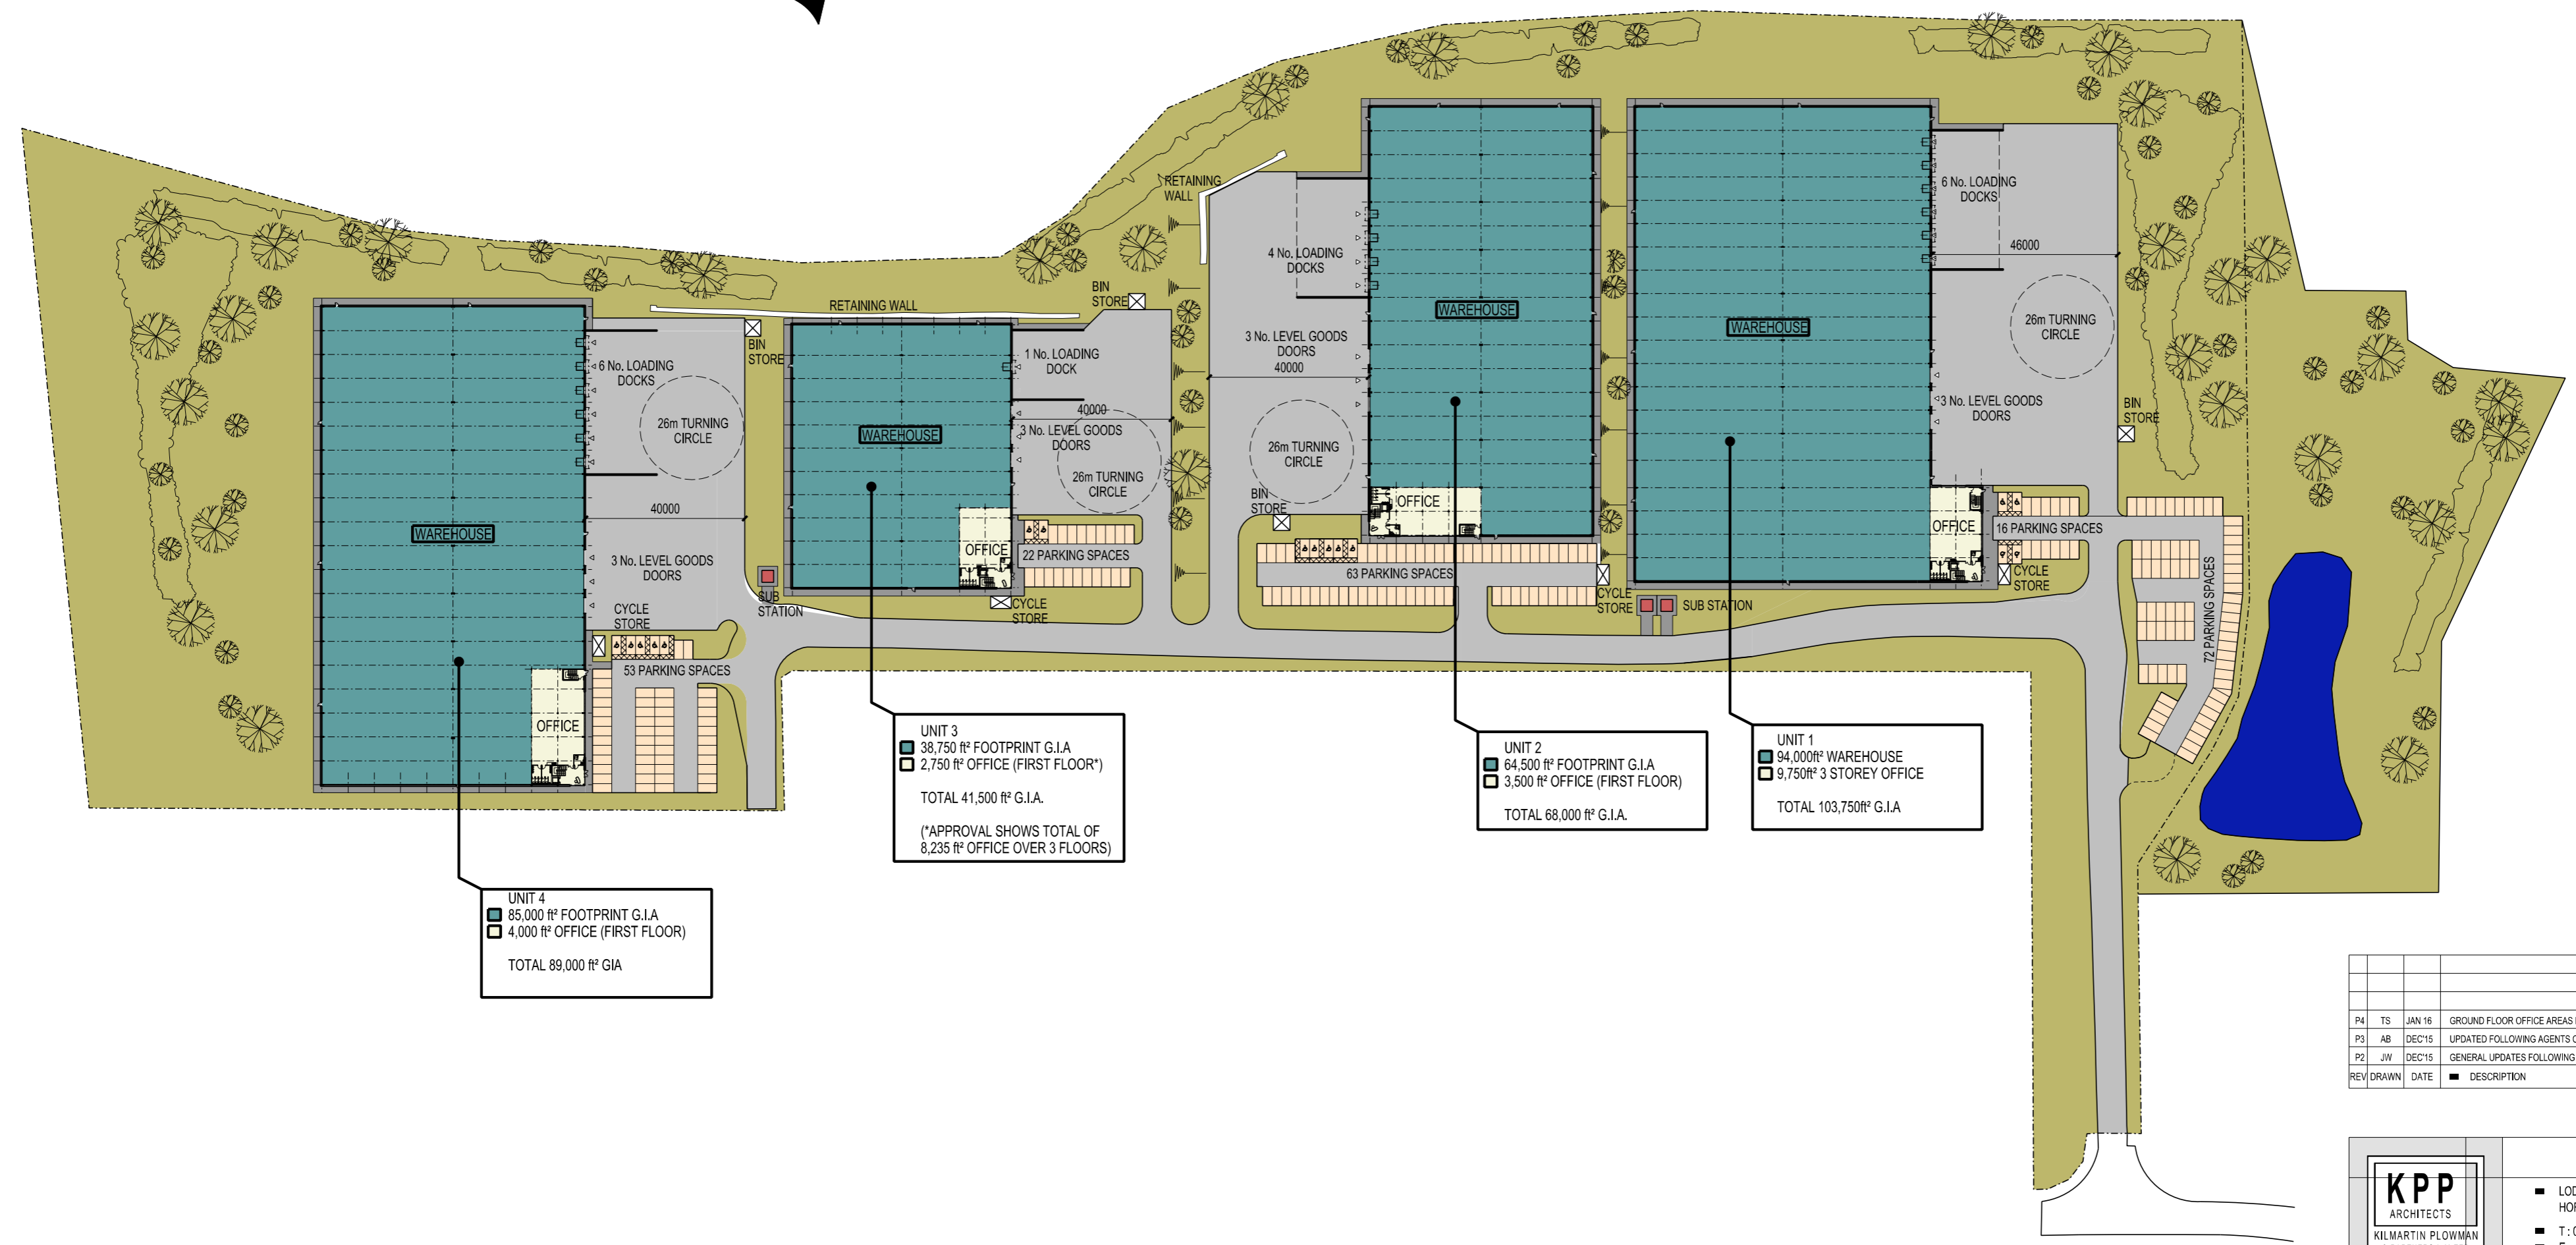 RETAINING
WALL
6 No. LOADING
DOCKS
46000
4 No. LOADING
DOCKS
BIN
STORE
RETAINING WALL
WAREHOUSE
26m TURNING
CIRCLE
WAREHOUSE
BIN
STORE
3 No. LEVEL GOODS
DOORS
40000
1 No. LOADING
DOCK
6 No. LOADING
DOCKS
3 No. LEVEL GOODS
DOORS
BIN
STORE
40000
26m TURNING
CIRCLE
WAREHOUSE
3 No. LEVEL GOODS
DOORS
26m TURNING
CIRCLE
26m TURNING
CIRCLE
BIN
STORE
OFFICE
40000
WAREHOUSE
OFFICE
16 PARKING SPACES
OFFICE
22 PARKING SPACES
3 No. LEVEL GOODS
DOORS
63 PARKING SPACES
CYCLE
STORE
72 PARKING SPACES
SUB
STATION
CYCLE
STORE
CYCLE
STORE
SUB STATION
CYCLE
STORE
53 PARKING SPACES
OFFICE
UNIT 3
38,750 ft² FOOTPRINT G.I.A
2,750 ft² OFFICE (FIRST FLOOR*)
TOTAL 41,500 ft² G.I.A.
(*APPROVAL SHOWS TOTAL OF
8,235 ft² OFFICE OVER 3 FLOORS)
UNIT 2
64,500 ft² FOOTPRINT G.I.A
3,500 ft² OFFICE (FIRST FLOOR)
TOTAL 68,000 ft² G.I.A.
UNIT 1
94,000ft² WAREHOUSE
9,750ft² 3 STOREY OFFICE
TOTAL 103,750ft² G.I.A
UNIT 4
85,000 ft² FOOTPRINT G.I.A
4,000 ft² OFFICE (FIRST FLOOR)
TOTAL 89,000 ft² GIA
P4 TS JAN 16 GROUND FLOOR OFFICE AREAS
P3 AB DEC'15 UPDATED FOLLOWING AGENTS
P2 JW DEC'15 GENERAL UPDATES FOLLOWING
REV DRAWN DATE DESCRIPTION
KPP
ARCHITECTS
KILMARTIN PLOWMAN